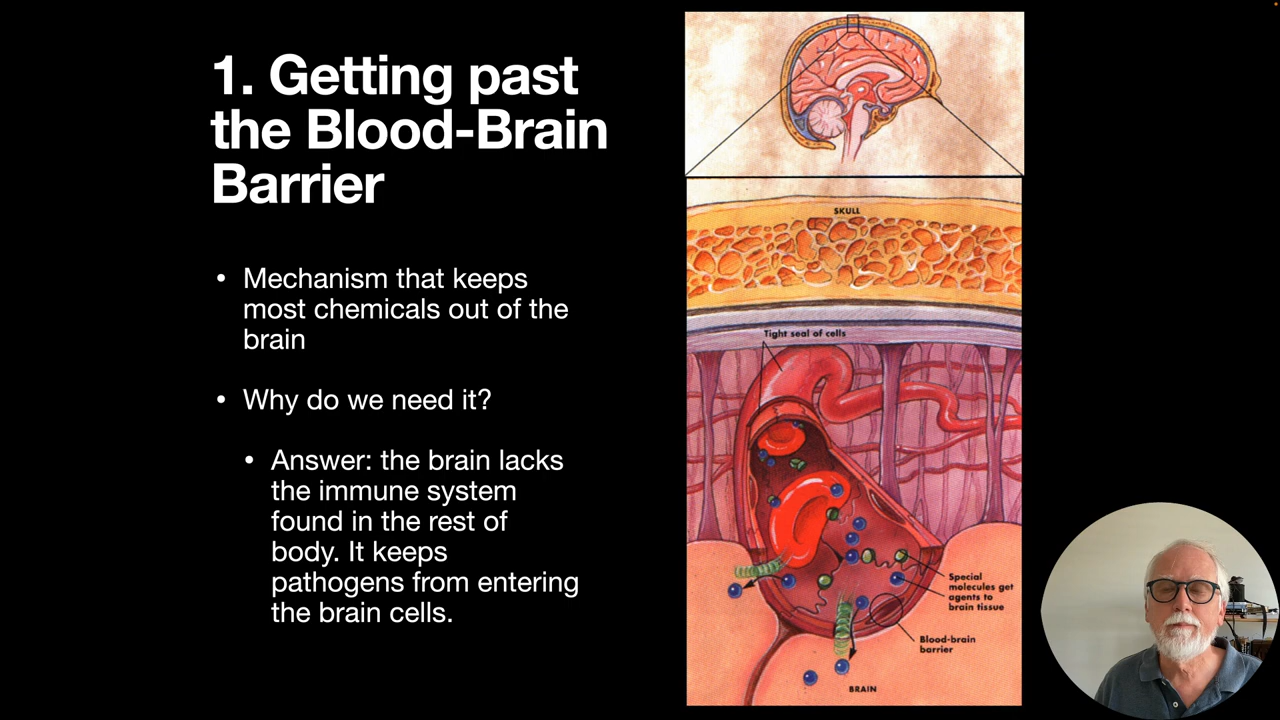 1. Getting past
the Blood-Brain
Barrier
• Mechanism that keeps
most chemicals out of the
brain
• Why do we need it?
• Answer: the brain lacks
the immune system
found in the rest of
body. It keeps
pathogens from entering
the brain cells.
SKULL
Tight seal of cells
Special
molecules get
agents to
brain tissue
Blood-brain
barrier
BRAIN